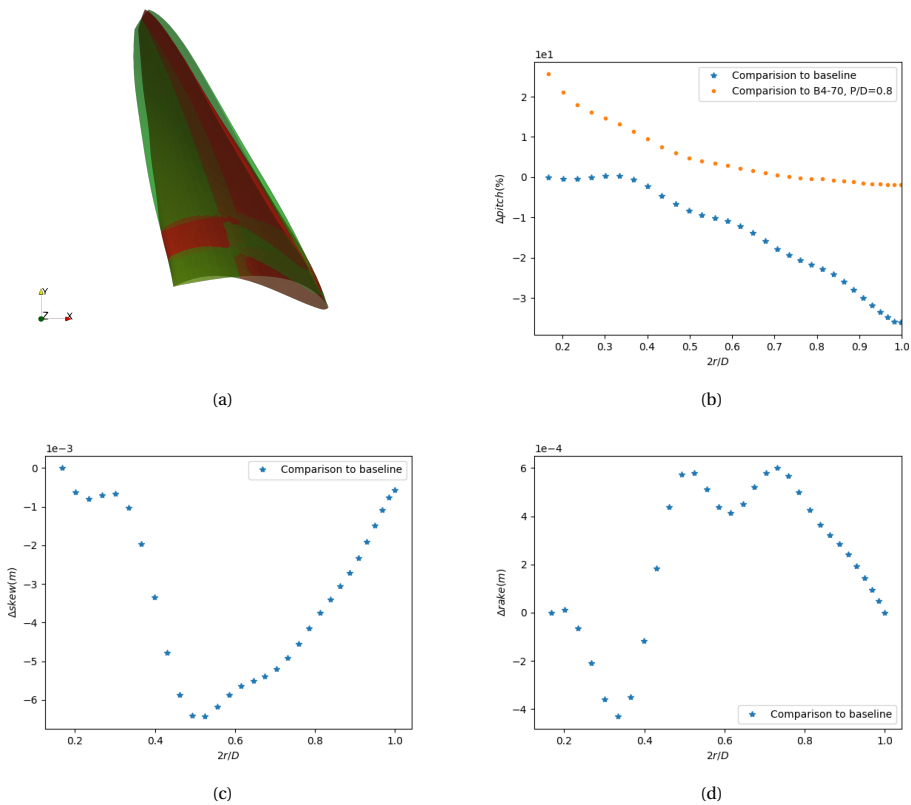 Y
Z
X
(a)
1e1
Comparision to baseline
Comparision to B4-70, P/D=0.8
Δpitch(%)
2
1
0
−1
−2
−3
0.2 0.3 0.4 0.5 0.6 0.7 0.8 0.9 1.0
2r/D
(b)
1e−3
Comparison to baseline
Δskew(m)
0
−1
−2
−3
−4
−5
−6
0.2 0.4 0.6 0.8 1.0
2r/D
(c)
1e−4
Δrake(m)
6
4
2
0
−2
−4
Comparison to baseline
0.2 0.4 0.6 0.8 1.0
2r/D
(d)